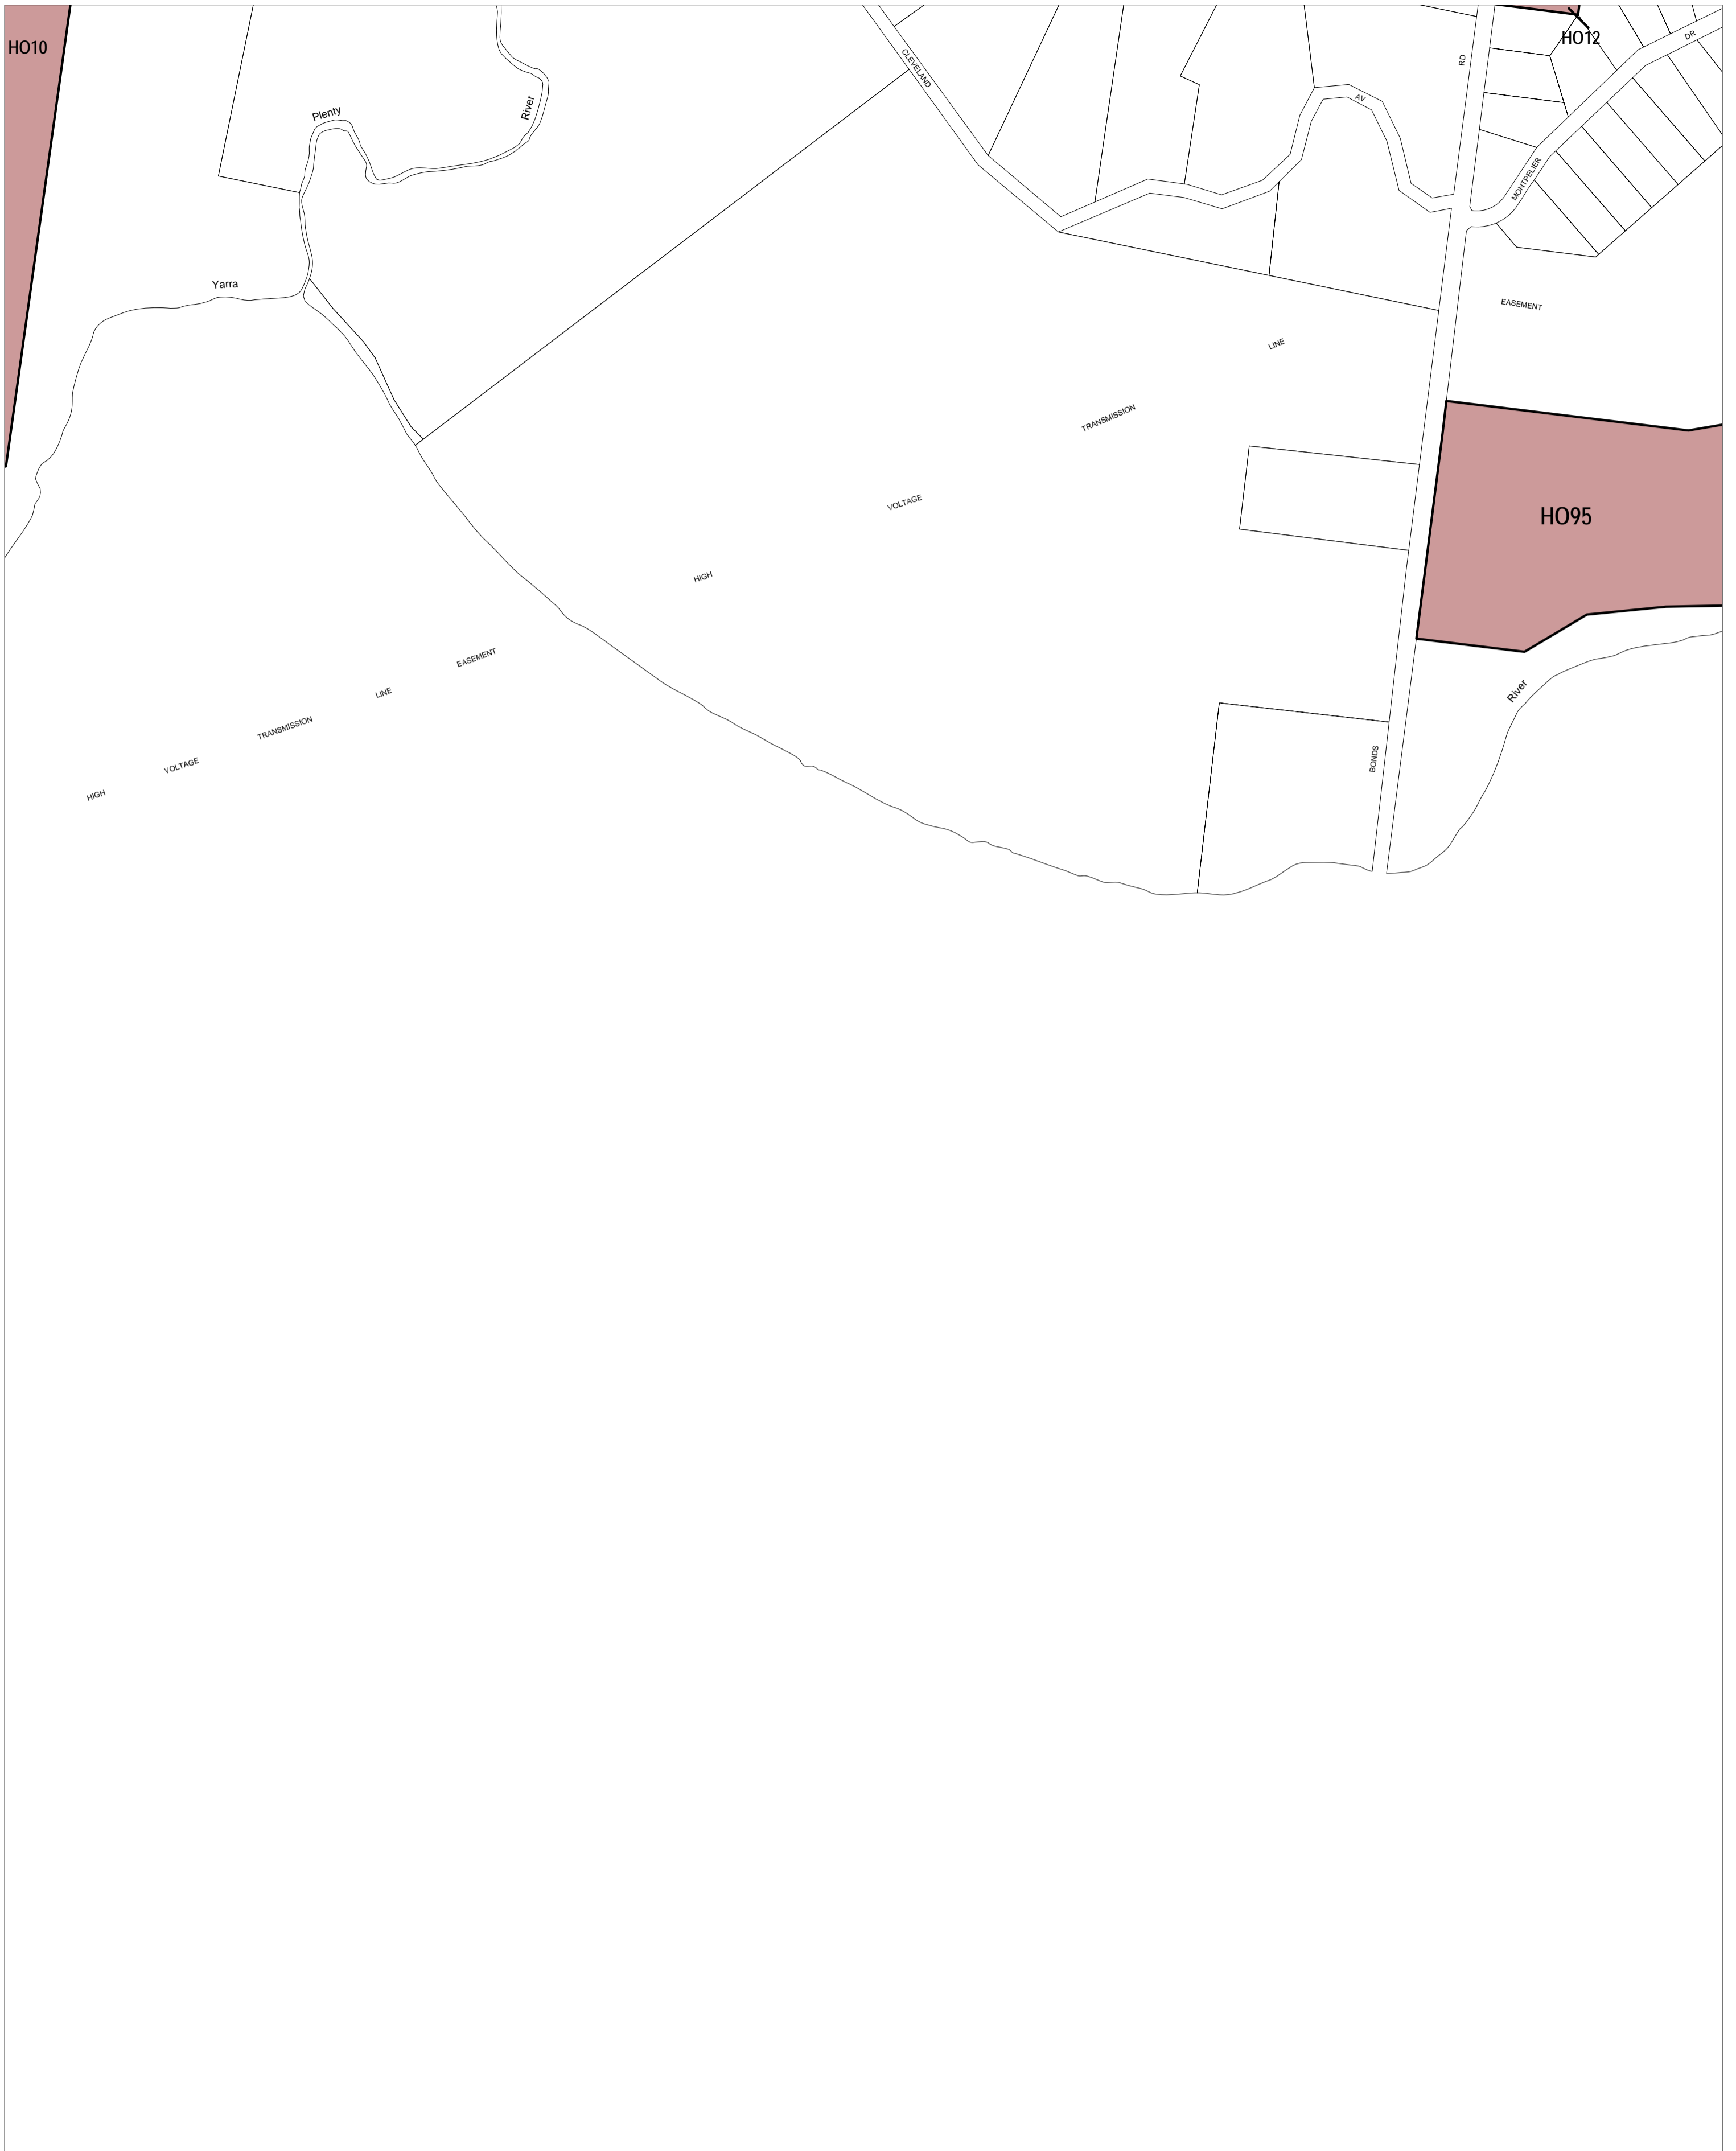 HO10
HO12
DR
CLEVELAND
RD
AV
River
Plenty
MONTPELIER
Yarra
EASEMENT
LINE
TRANSMISSION
VOLTAGE
HIGH
HO95
EASEMENT
LINE
TRANSMISSION
VOLTAGE
HIGH
River
BONDS